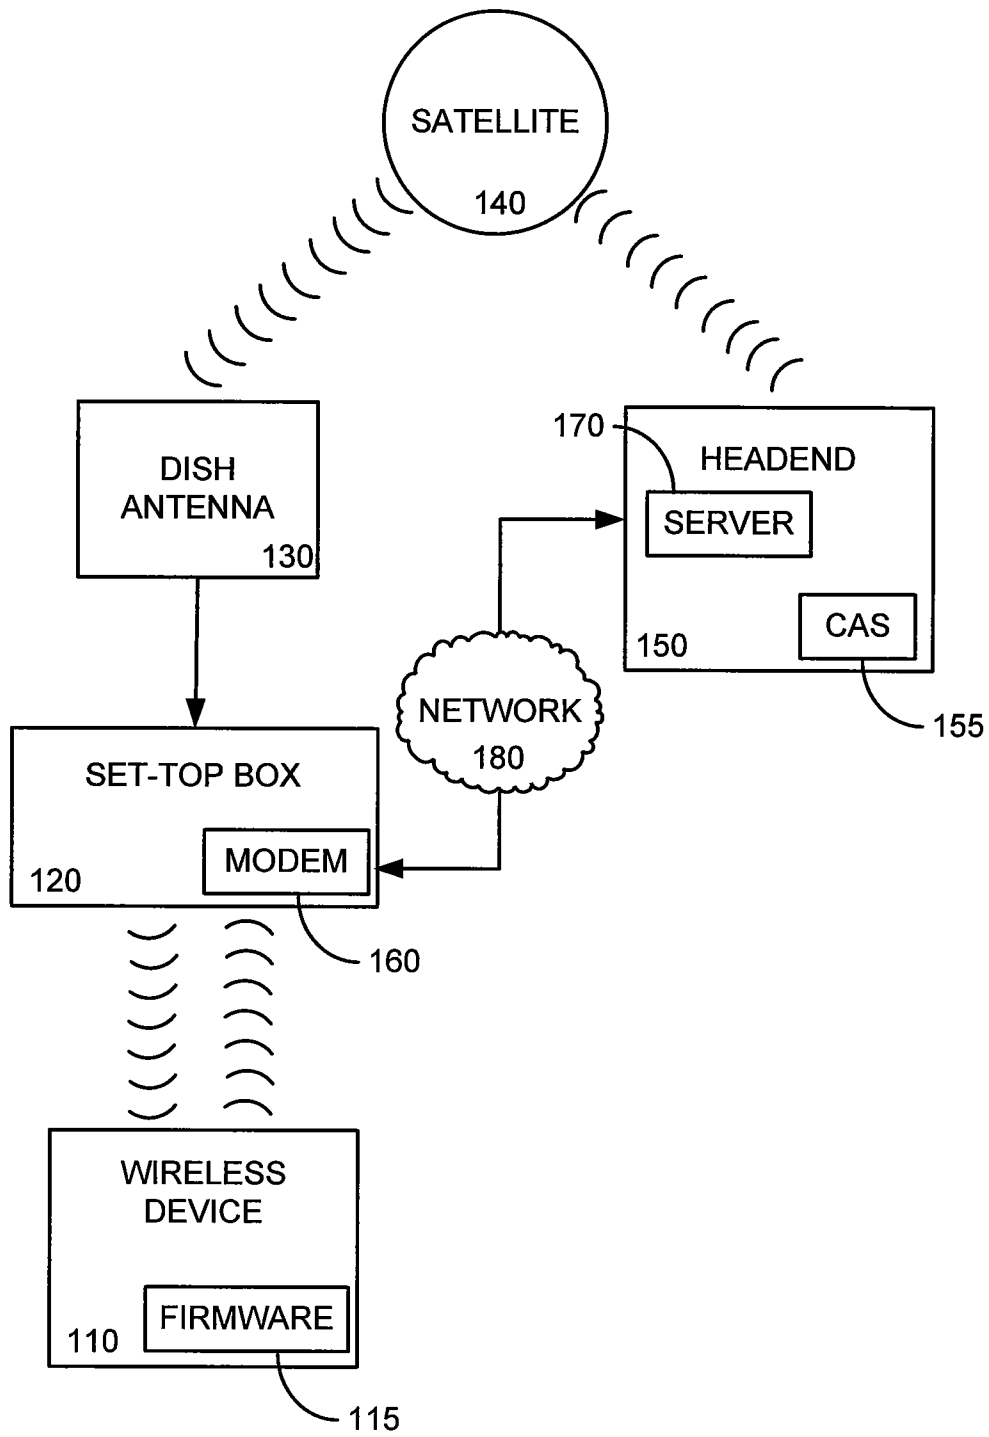 SATELLITE
140
DISH
ANTENNA
130
170
HEADEND
SERVER
CAS
150
155
NETWORK
180
SET-TOP BOX
MODEM
120
160
WIRELESS
DEVICE
FIRMWARE
110
115